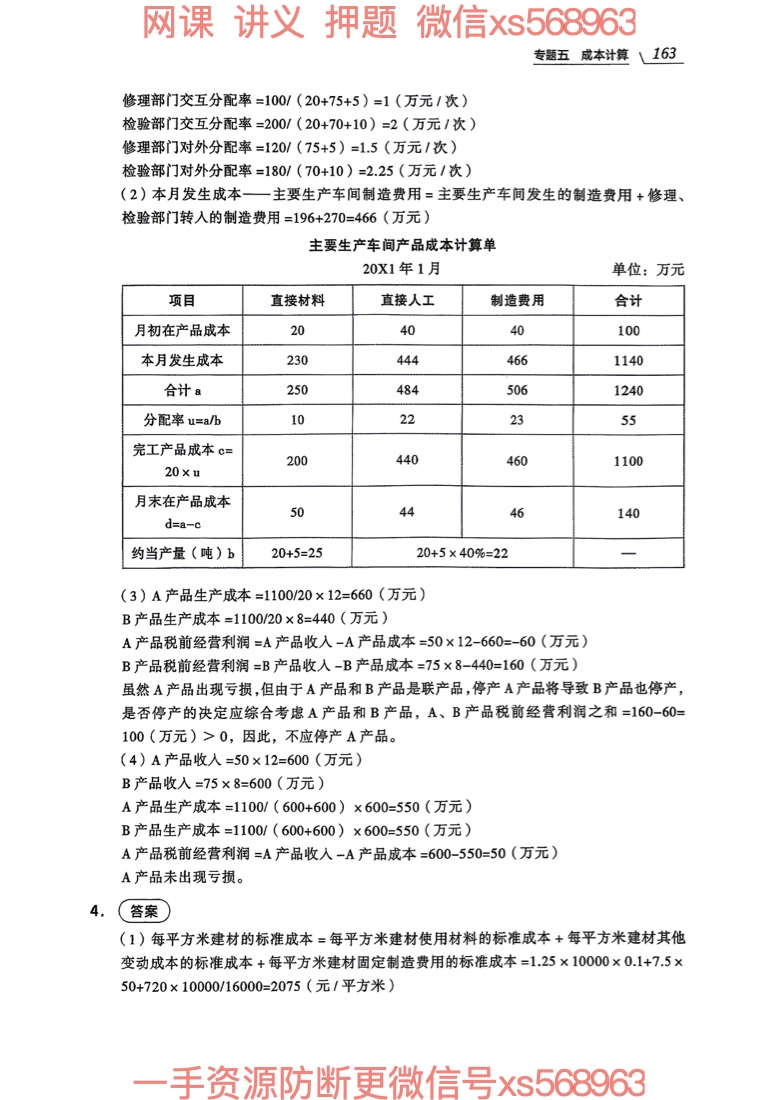 网课 讲义 押题 微信xs568963
专题五 成本计算 \ 163
修理部门交互分配率 =100/（20+75+5）=1（万元 / 次）
检验部门交互分配率 =200/（20+70+10）=2（万元 / 次）
修理部门对外分配率 =120/（75+5）=1.5（万元 / 次）
检验部门对外分配率 =180/（70+10）=2.25（万元 / 次）
（2）本月发生成本——主要生产车间制造费用 = 主要生产车间发生的制造费用 + 修理、
检验部门转人的制造费用 =196+270=466（万元）
主要生产车间产品成本计算单
20X1 年 1 月 单位：万元
项目 直接材料 直接人工 制造费用 合计
月初在产品成本 20 40 40 100
本月发生成本 230 444 466 1140
合计 a 250 484 506 1240
分配率 u=a/b 10 22 23 55
完工产品成本 c=
20 × u 200 440 460 1100
月末在产品成本
d=a-c 50 44 46 140
约当产量（吨）b 20+5=25 20+5 × 40%=22 —
（3）A 产品生产成本 =1100/20 × 12=660（万元）
B 产品生产成本 =1100/20 × 8=440（万元）
A 产品税前经营利润 =A 产品收入 -A 产品成本 =50 × 12-660=-60（万元）
B 产品税前经营利润 =B 产品收人 -B 产品成本 =75 × 8-440=160（万元）
虽然 A 产品出现亏损，但由于 A 产品和 B 产品是联产品，停产 A 产品将导致 B 产品也停产，
是否停产的决定应综合考虑 A 产品和 B 产品，A、B 产品税前经营利润之和 =160-60=
100（万元）> 0，因此，不应停产 A 产品。
（4）A 产品收入 =50 × 12=600（万元）
B 产品收人 =75 × 8=600（万元）
A 产品生产成本 =1100/（600+600）× 600=550（万元）
B 产品生产成本 =1100/（600+600）× 600=550（万元）
A 产品税前经营利润 =A 产品收入 -A 产品成本 =600-550=50（万元）
A 产品未出现亏损。
4. 答案
（1）每平方米建材的标准成本 = 每平方米建材使用材料的标准成本 + 每平方米建材其他
变动成本的标准成本 + 每平方米建材固定制造费用的标准成本 =1.25 × 10000 × 0.1+7.5 ×
50+720 × 10000/16000=2075（元 / 平方米）
一手资源防断更微信号xs568963